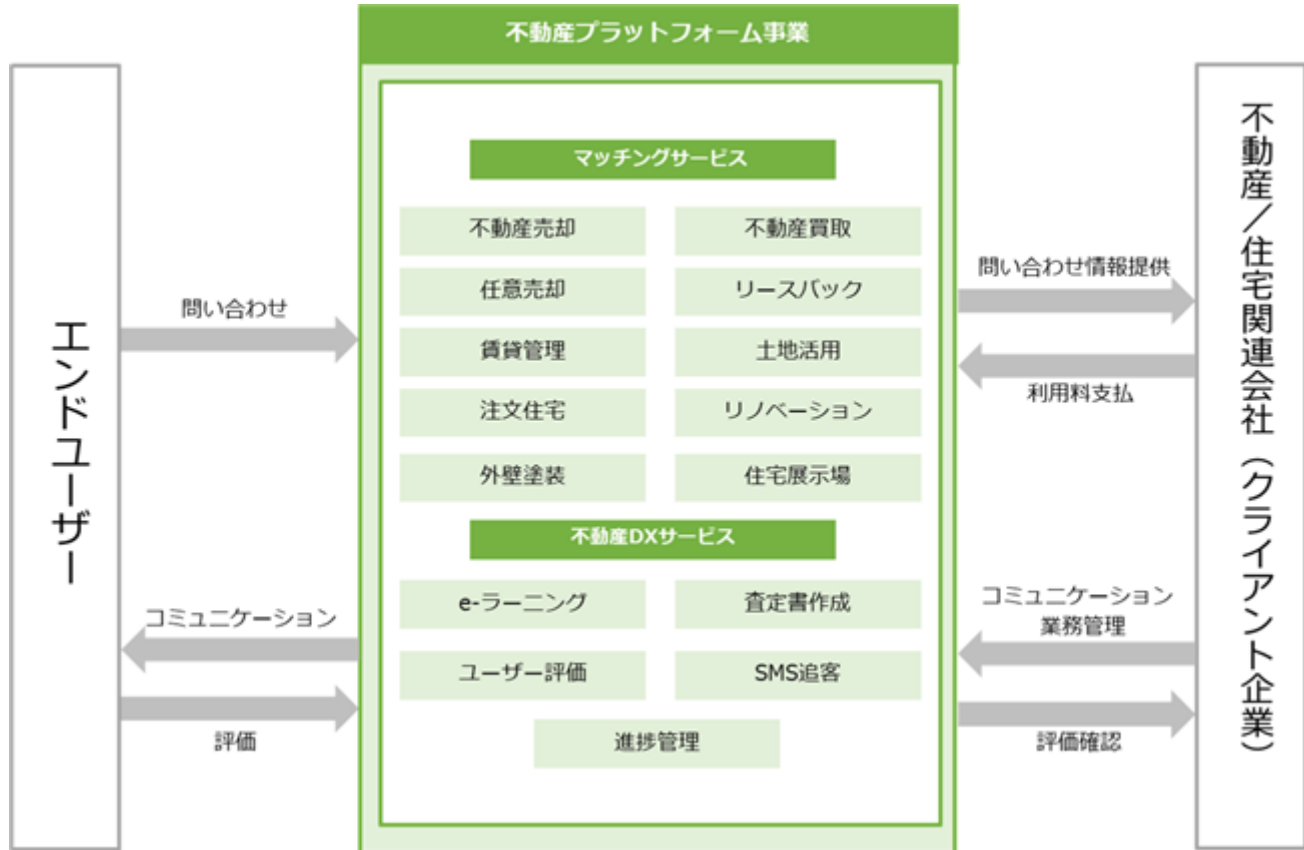 不動産プラットフォーム事業
エンドユーザー
問い合わせ
コミュニケーション
評価
マッチングサービス
不動産売却
不動産買取
任意売却
リースバック
賃貸管理
土地活用
注文住宅
リノベーション
外壁塗装
住宅展示場
不動産DXサービス
e-ラーニング
査定書作成
ユーザー評価
SMS追客
進捗管理
問い合わせ情報提供
利用料支払
コミュニケーション
業務管理
評価確認
不動産／住宅関連会社（クライアント企業）